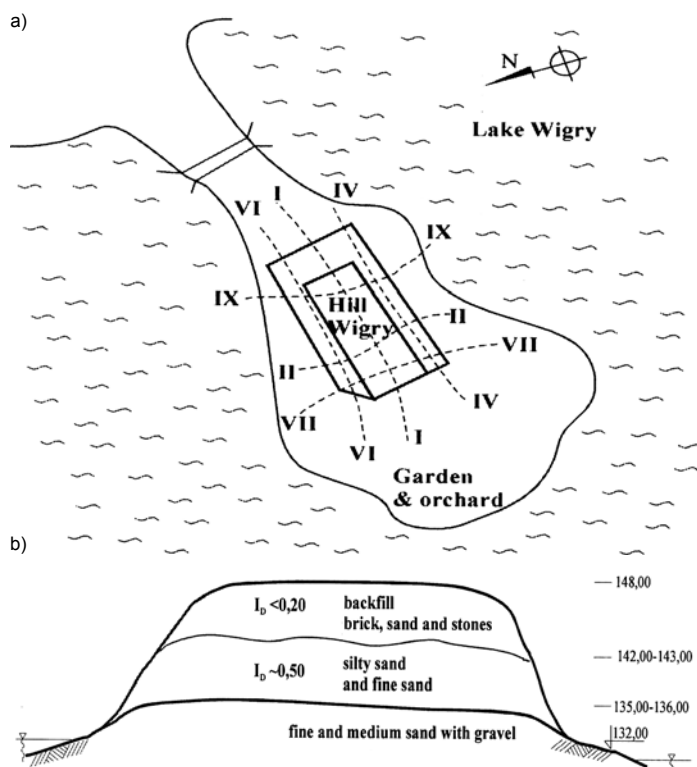 a)
N
Lake Wigry
IV
I
VI
IX
IX
Hill
Wigry
II
II
VII
VII
IV
VI
I
Garden
& orchard
b)
I_D <0,20 backfill
brick, sand and stones
148,00
I_D ~0,50 silty sand
and fine sand
142,00-143,00
135,00-136,00
fine and medium sand with gravel
132,00